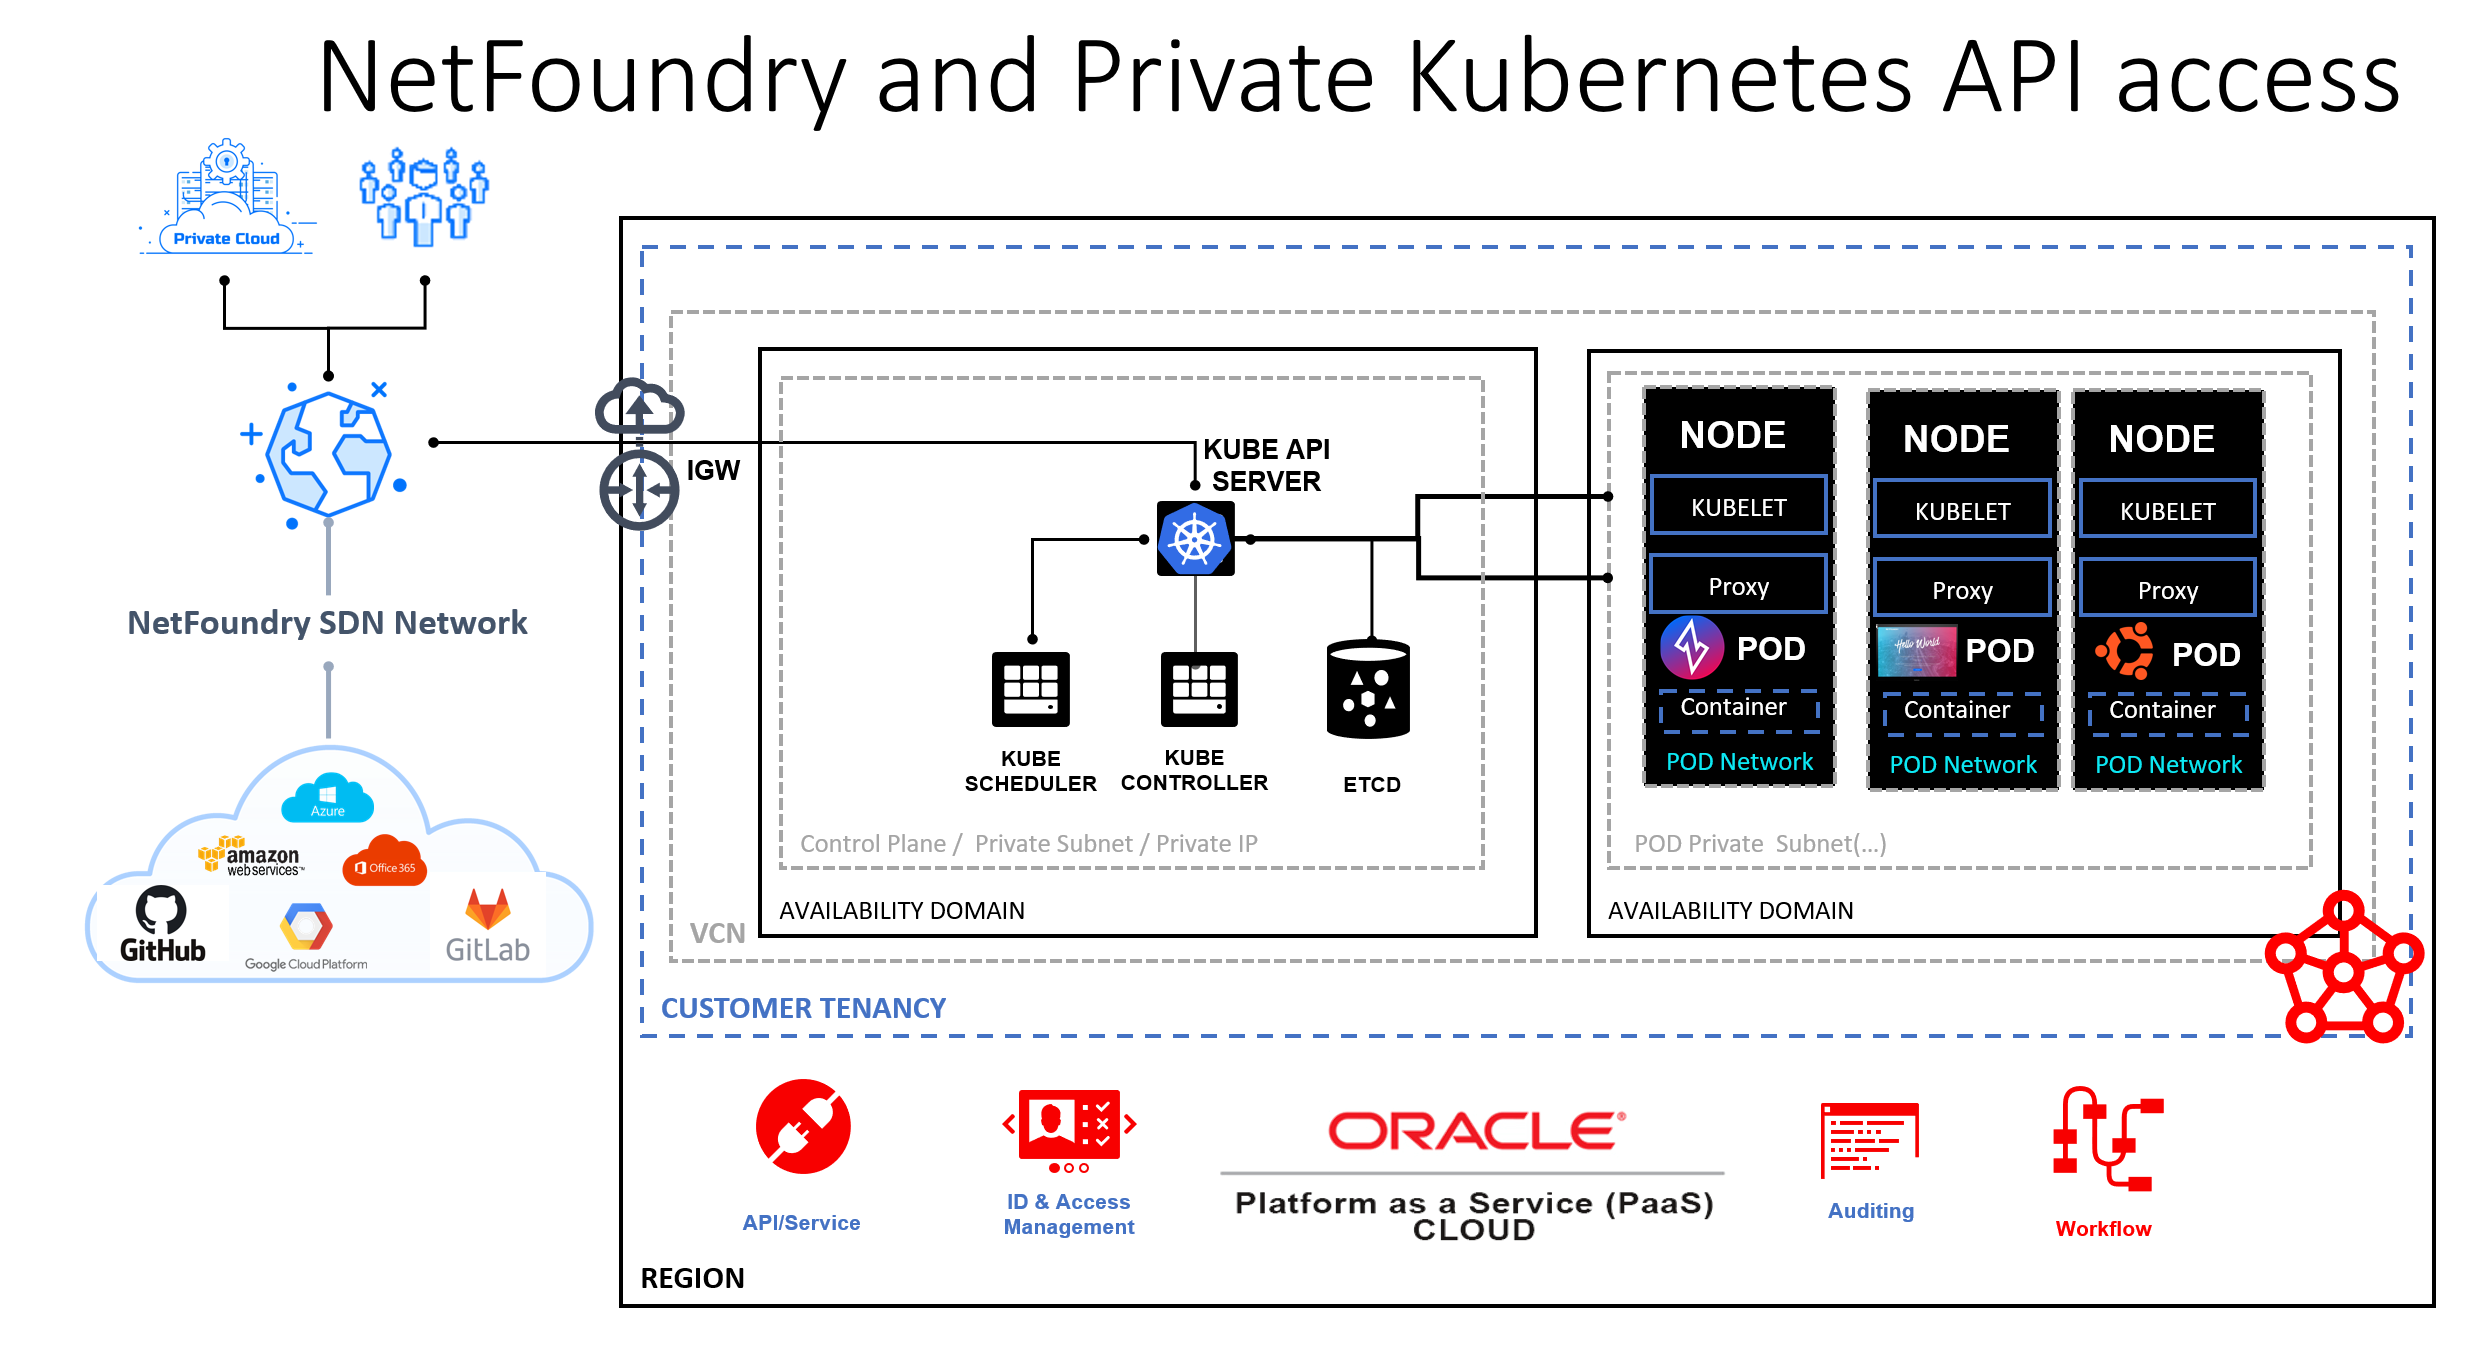 NetFoundry and Private Kubernetes API access
Private Cloud
IGW
KUBE API
SERVER
NetFoundry SDN Network
KUBE
SCHEDULER
KUBE
CONTROLLER
ETCD
Control Plane / Private Subnet / Private IP
AVAILABILITY DOMAIN
NODE
KUBELET
Proxy
POD
Container
POD Network
NODE
KUBELET
Proxy
Hello World
POD
Container
POD Network
NODE
KUBELET
Proxy
POD
Container
POD Network
POD Private Subnet(...)
AVAILABILITY DOMAIN
VCN
CUSTOMER TENANCY
Azure
amazon
webservices™
Office 365
GitHub
Google Cloud Platform
GitLab
API/Service
ID & Access
Management
ORACLE®
Platform as a Service (PaaS)
CLOUD
Auditing
Workflow
REGION